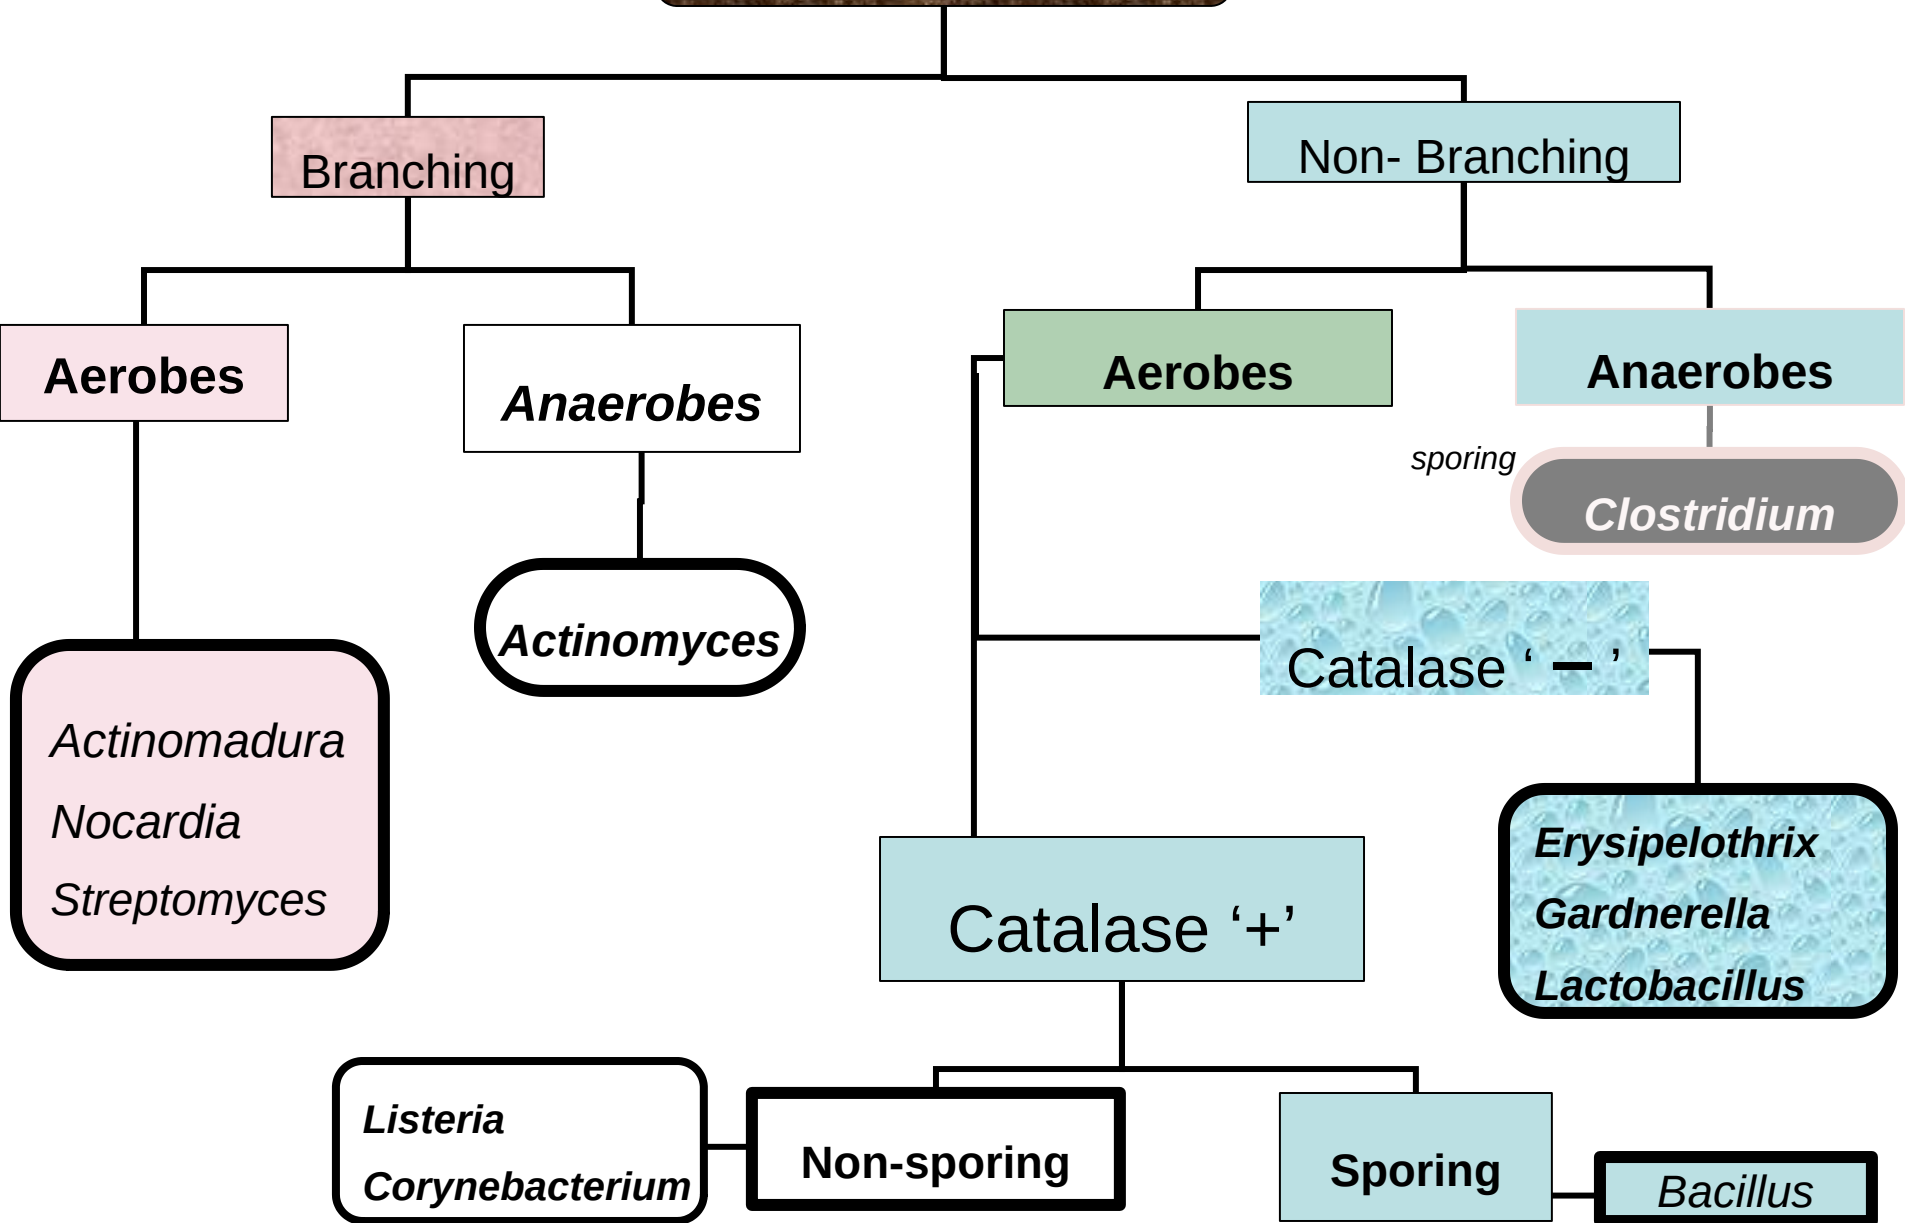 Branching
Non- Branching
Aerobes
Anaerobes
Aerobes
Anaerobes
sporing
Clostridium
Actinomyces
Catalase ‘ – ’
Actinomadura
Nocardia
Streptomyces
Erysipelothrix
Gardnerella
Lactobacillus
Catalase ‘+’
Listeria
Corynebacterium
Non-sporing
Sporing
Bacillus